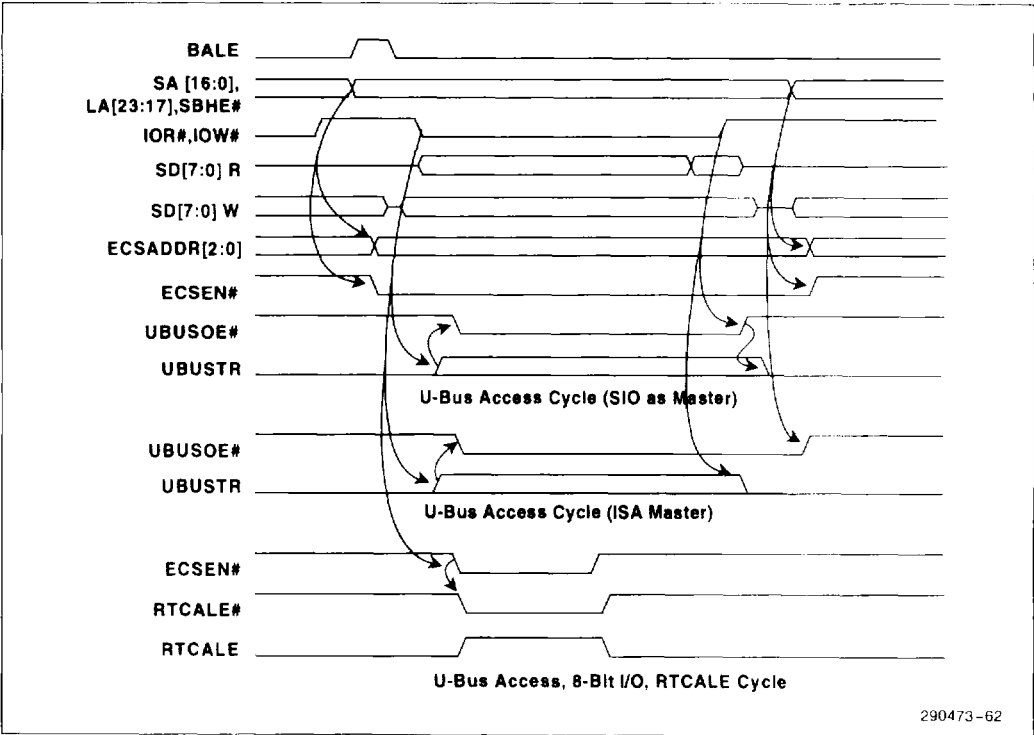 BALE
SA [16:0],
LA[23:17],SBHE#
IOR#,IOW#
SD[7:0] R
SD[7:0] W
ECSADDR[2:0]
ECSEN#
UBUSOE#
UBUSTR
U-Bus Access Cycle (SIO as Master)
UBUSOE#
UBUSTR
U-Bus Access Cycle (ISA Master)
ECSEN#
RTCALE#
RTCALE
U-Bus Access, 8-Bit I/O, RTCALE Cycle
290473-62